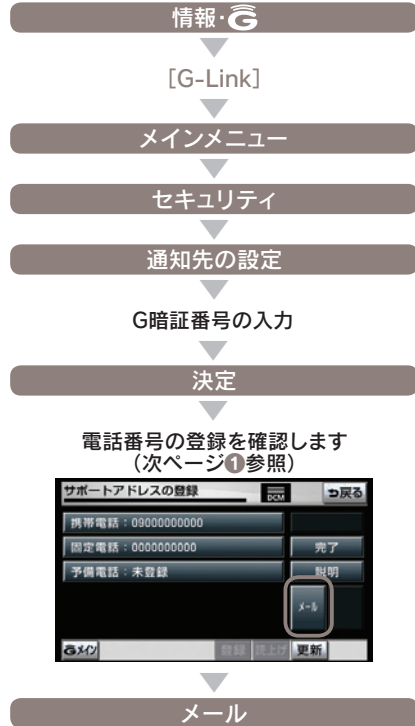 情報・G
[G-Link]
メインメニュー
セキュリティ
通知先の設定
G暗証番号の入力
決定
電話番号の登録を確認します
(次ページ❶参照)
サポートアドレスの登録
DCM
戻る
携帯電話：09000000000
固定電話：0000000000
完了
予備電話：未登録
説明
メール
Gメイン
登録
読上げ
更新
メール